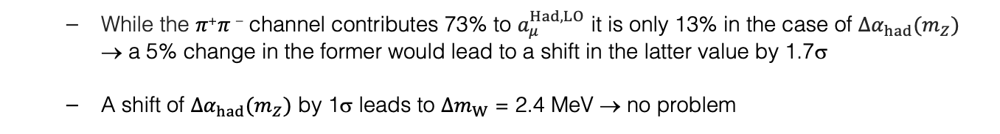 – While the π⁺π⁻ channel contributes 73% to a_μ^{Had,LO} it is only 13% in the case of Δα_had(m_Z)
→ a 5% change in the former would lead to a shift in the latter value by 1.7σ
– A shift of Δα_had(m_Z) by 1σ leads to Δm_W = 2.4 MeV → no problem